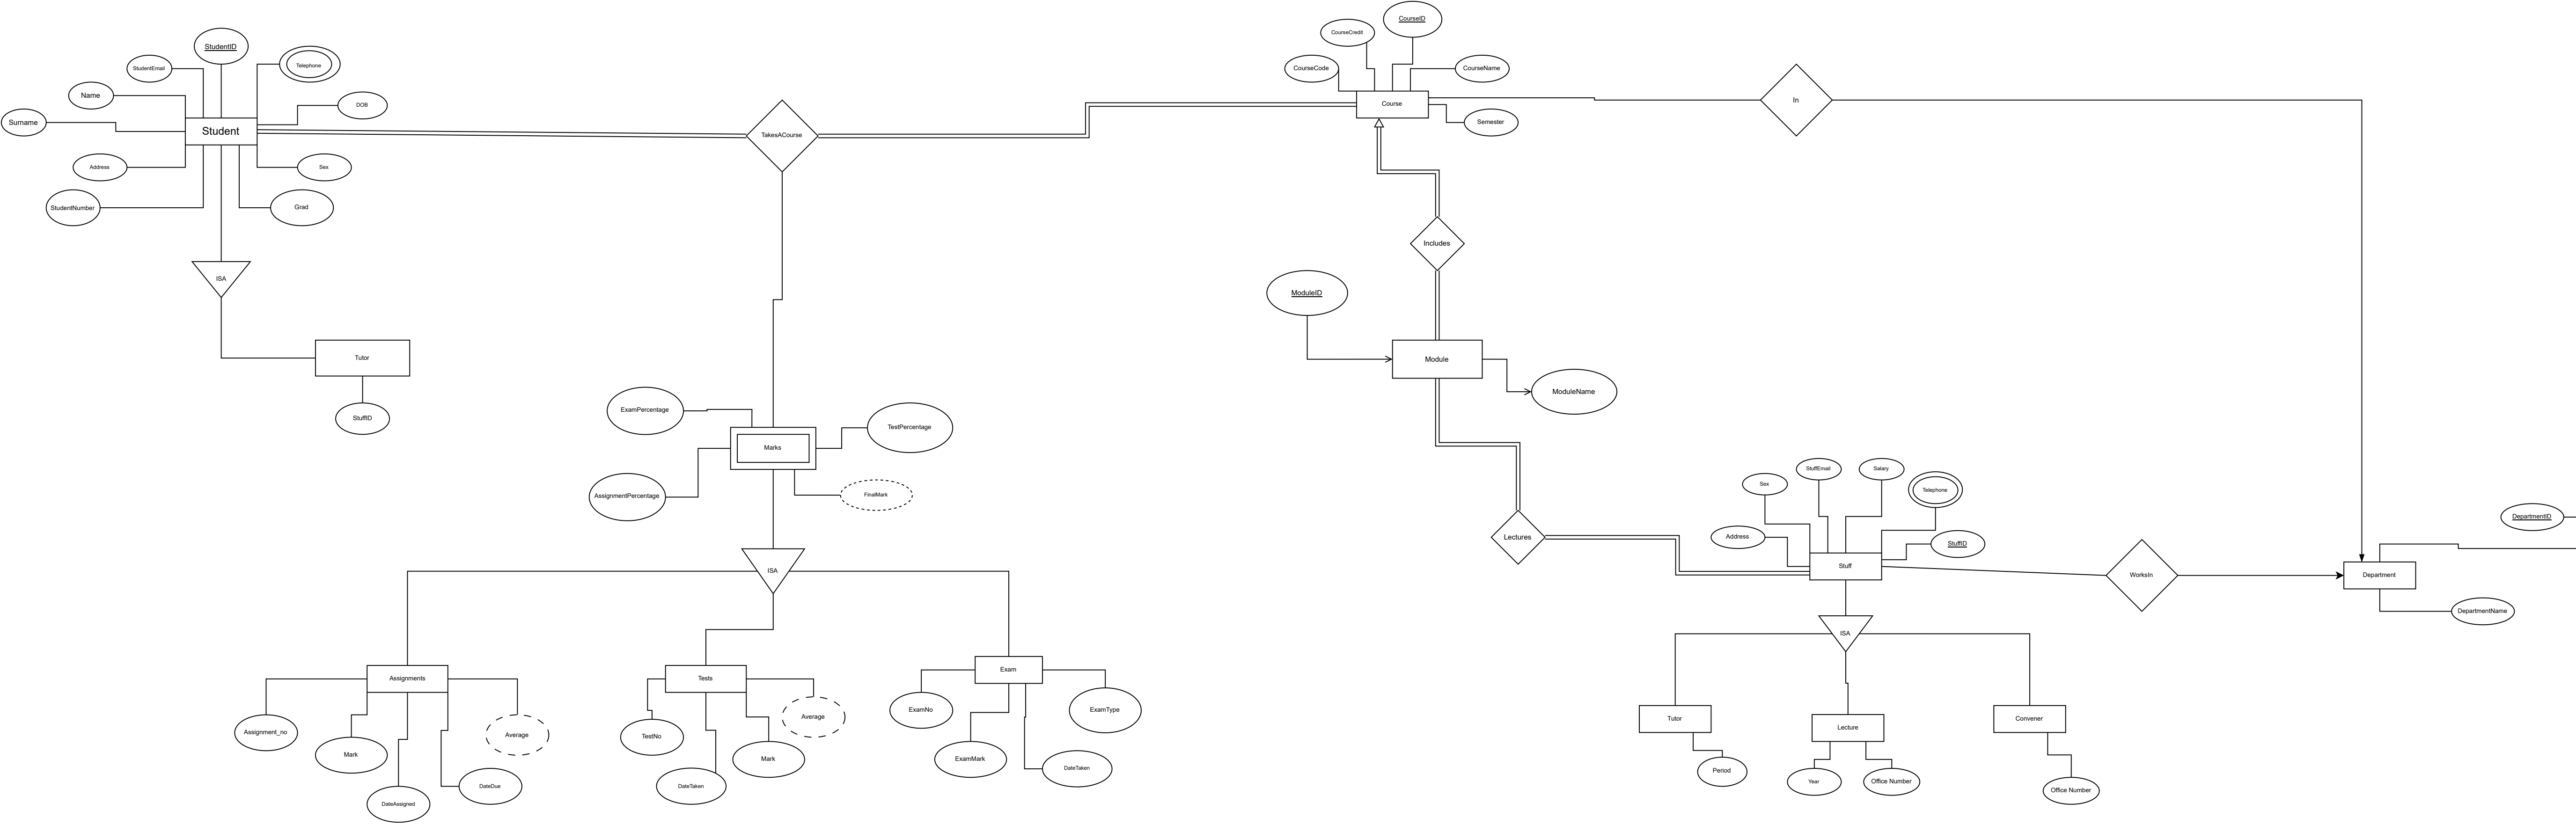 CourseID
CourseCredit
StudentID
StudentEmail
Telephone
CourseCode
CourseName
Name
DOB
Surname
Student
TakesACourse
Course
In
Semester
Address
Sex
StudentNumber
Grad
Includes
ISA
ModuleID
Tutor
Module
ModuleName
StuffID
ExamPercentage
TestPercentage
Marks
AssignmentPercentage
FinalMark
Sex
StuffEmail
Salary
Telephone
DepartmentID
Lectures
Address
StuffID
Stuff
WorksIn
Department
DepartmentName
ISA
ISA
Assignments
Tests
Exam
Assignment_no
Mark
DateAssigned
DateDue
Average
TestNo
DateTaken
Mark
Average
ExamNo
ExamMark
DateTaken
ExamType
Tutor
Lecture
Convener
Period
Year
Office Number
Office Number